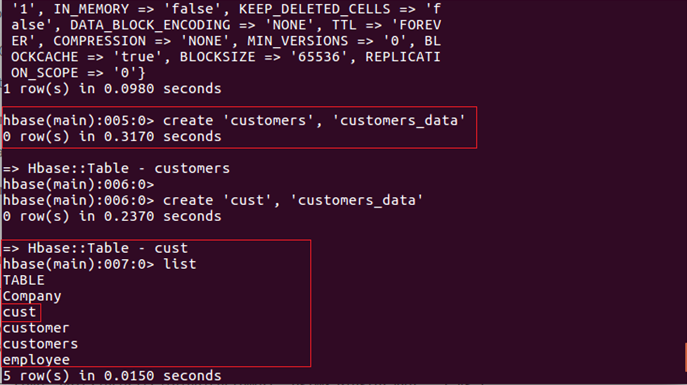 '1', IN_MEMORY => 'false', KEEP_DELETED_CELLS => 'f
alse', DATA_BLOCK_ENCODING => 'NONE', TTL => 'FOREV
ER', COMPRESSION => 'NONE', MIN_VERSIONS => '0', BL
OCKCACHE => 'true', BLOCKSIZE => '65536', REPLICATI
ON_SCOPE => '0'}
1 row(s) in 0.0980 seconds
hbase(main):005:0> create 'customers', 'customers_data'
0 row(s) in 0.3170 seconds
=> Hbase::Table - customers
hbase(main):006:0>
hbase(main):006:0> create 'cust', 'customers_data'
0 row(s) in 0.2370 seconds
=> Hbase::Table - cust
hbase(main):007:0> list
TABLE
Company
cust
customer
customers
employee
5 row(s) in 0.0150 seconds